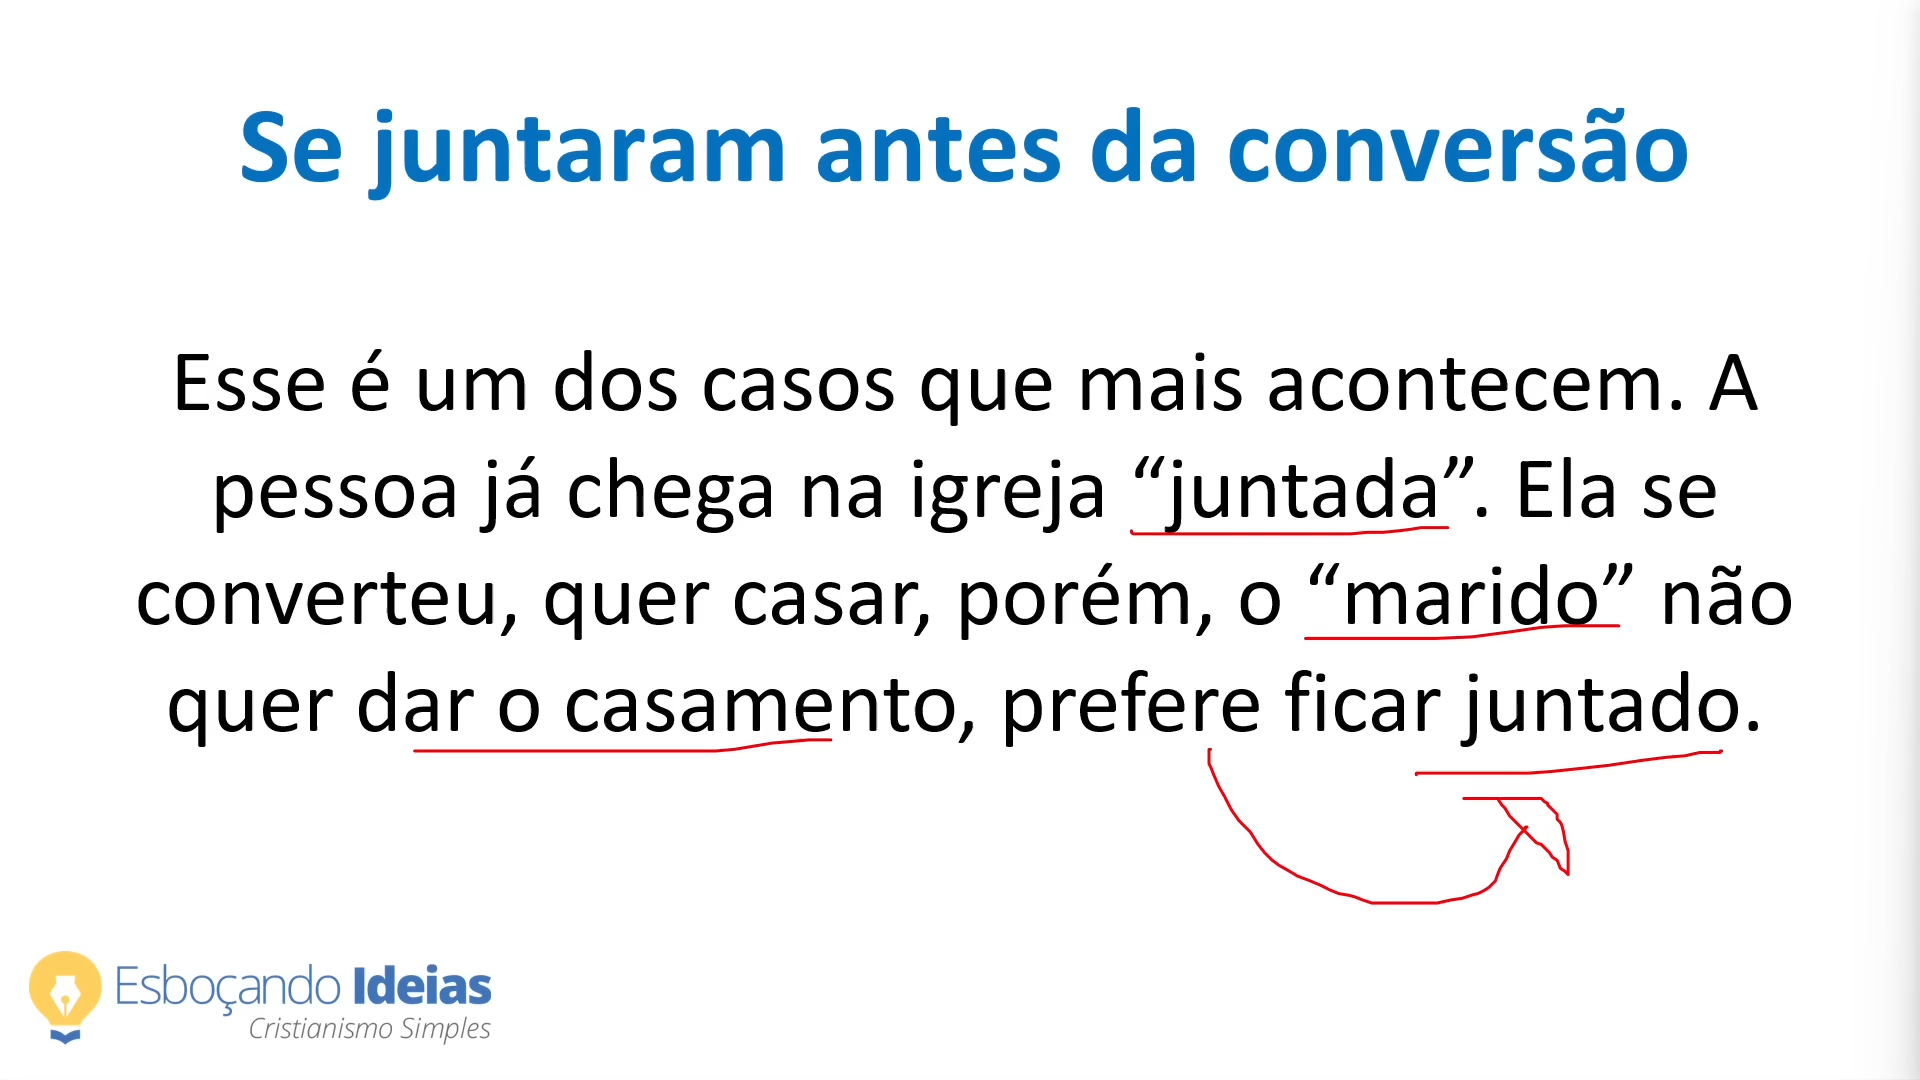 Se juntaram antes da conversão
Esse é um dos casos que mais acontecem. A
pessoa já chega na igreja “juntada”. Ela se
converteu, quer casar, porém, o “marido” não
quer dar o casamento, prefere ficar juntado.
Esboçando Ideias
Cristianismo Simples